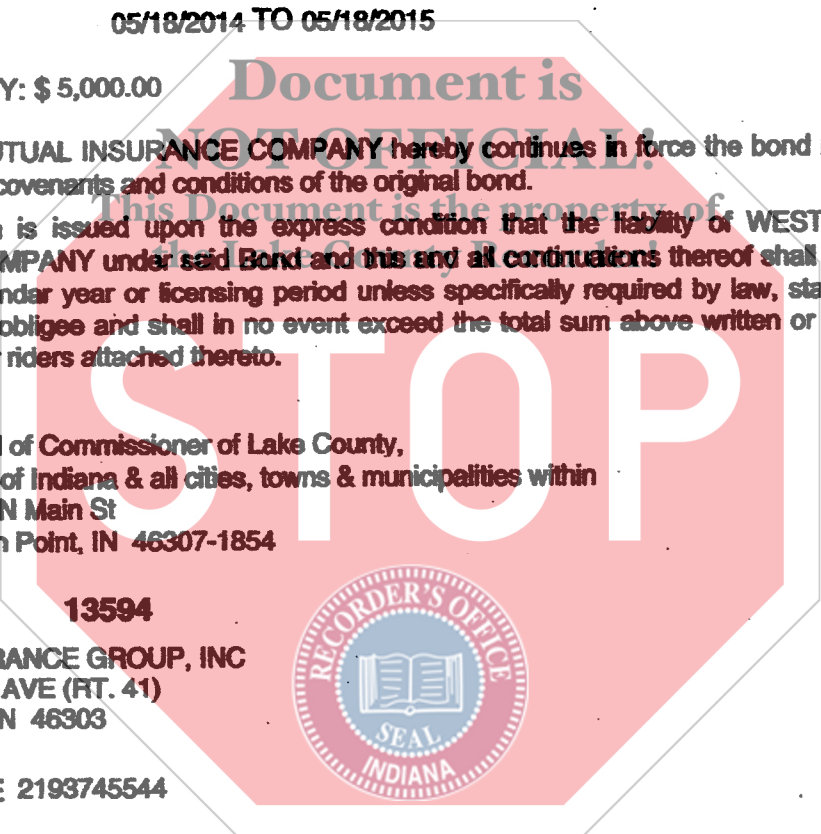 05/18/2014 TO 05/18/2015
Y: $ 5,000.00
Document is
NOT OFFICIAL!
This Document is the property of
the Lake County Recorder!
UTUAL INSURANCE COMPANY hereby continues in force the bond
covenants and conditions of the original bond.
is issued upon the express condition that the liability of WEST
MPANY under said Bond and this and all continuations thereof shall
ndar year or licensing period unless specifically required by law, sta
obligee and shall in no event exceed the total sum above written or
riders attached thereto.
STOP
of Commissioner of Lake County,
of Indiana & all cities, towns & municipalities within
N Main St
n Point, IN 46307-1854
13594
RANCE GROUP, INC
AVE (RT. 41)
N 46303
E 2193745544
RECORDER'S OFFICE
SEAL
INDIANA